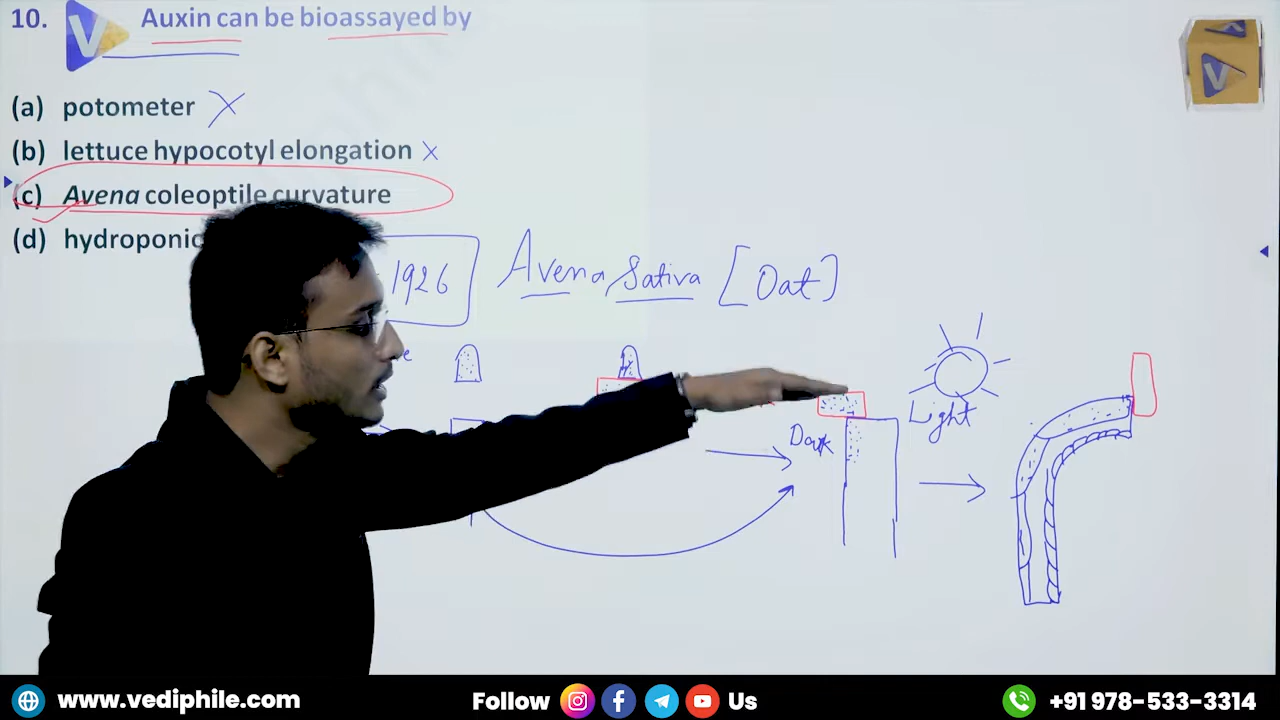 10. Auxin can be bioassayed by
(a) potometer X
(b) lettuce hypocotyl elongation x
(c) Avena coleoptile curvature
(d) hydroponic
1926
Avena Sativa [Oat]
Light
Dark
www.vediphile.com
Follow
Us
+91 978-533-3314